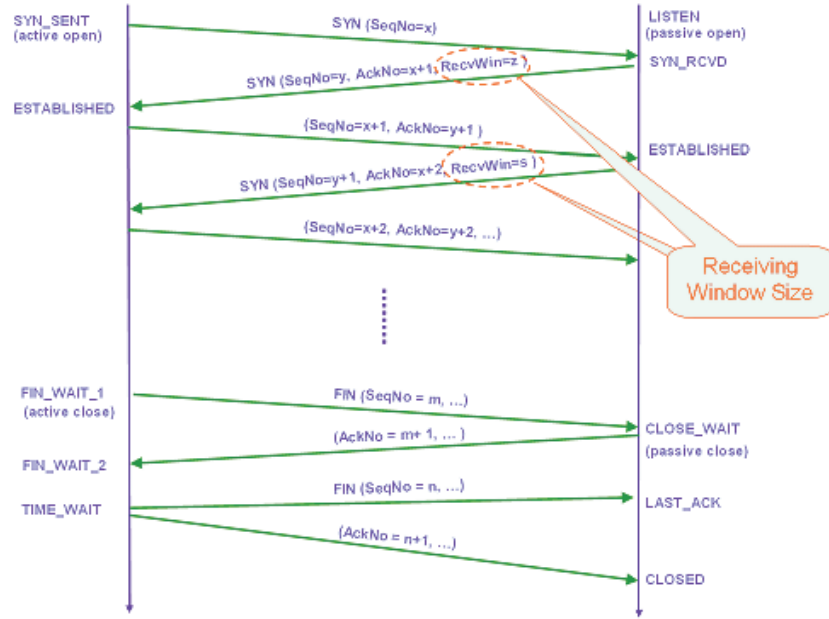 SYN_SENT
(active open)
SYN {SeqNo=x}
LISTEN
(passive open)
SYN (SeqNo=y, AckNo=x+1, RecvWin=z )
SYN_RCVD
ESTABLISHED
{SeqNo=x+1, AckNo=y+1 }
ESTABLISHED
SYN (SeqNo=y+1, AckNo=x+2, RecvWin=s )
{SeqNo=x+2, AckNo=y+2, ...}
Receiving
Window Size
FIN_WAIT_1
(active close)
FIN (SeqNo = m, ...)
CLOSE_WAIT
(passive close)
(AckNo = m+ 1, ... )
FIN_WAIT_2
FIN (SeqNo = n, ...)
LAST_ACK
TIME_WAIT
(AckNo = n+1, ...)
CLOSED